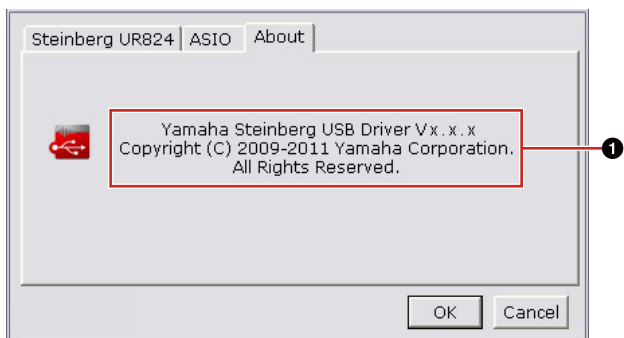 Steinberg UR824 ASIO About
Yamaha Steinberg USB Driver Vx.x.x
Copyright (C) 2009-2011 Yamaha Corporation.
All Rights Reserved.
1
OK Cancel